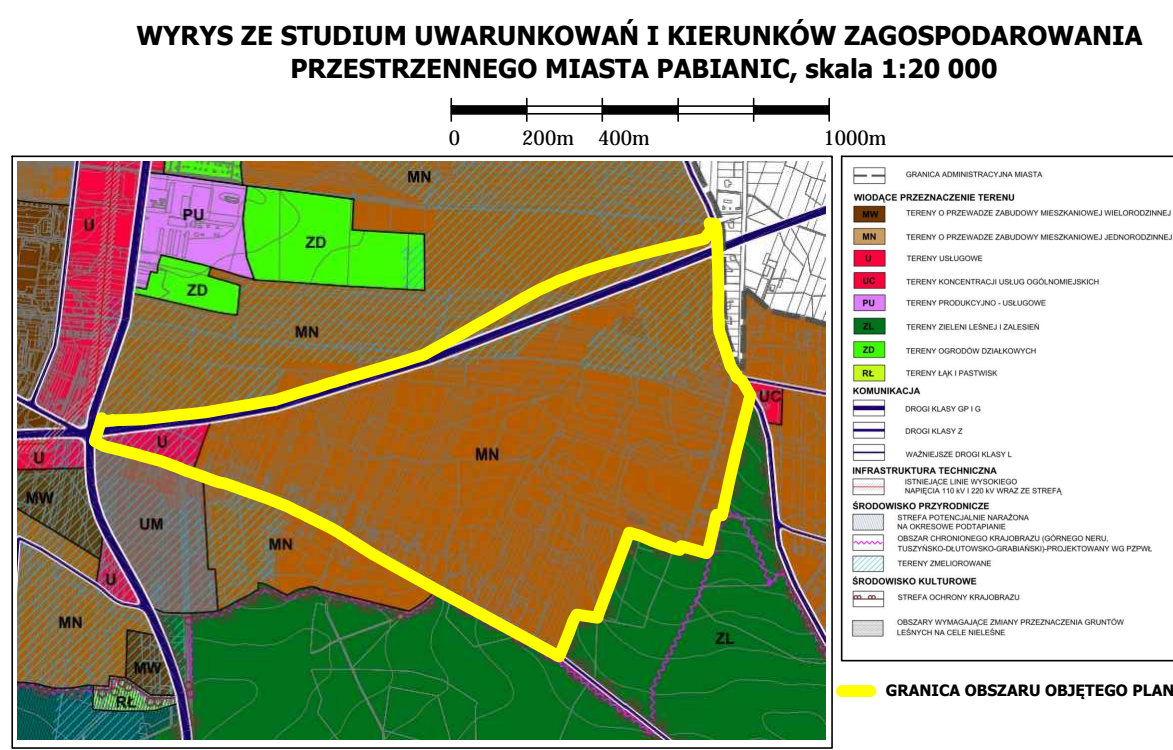 WYRYS ZE STUDIUM UWARUNKOWAŃ I KIERUNKÓW ZAGOSPODAROWANIA
PRZESTRZENNEGO MIASTA PABIANIC, skala 1:20 000
0 200m 400m 1000m
MN
U
PU
ZD
ZD
MN
UC
U
U
MN
MW
UM
MN
U
MN
ZL
MW
RŁ
GRANICA ADMINISTRACYJNA MIASTA
WIODĄCE PRZEZNACZENIE TERENU
MW TERENY O PRZEWADZE ZABUDOWY MIESZKANIOWEJ WIELORODZINNEJ
MN TERENY O PRZEWADZE ZABUDOWY MIESZKANIOWEJ JEDNORODZINNEJ
U TERENY USŁUGOWE
UC TERENY KONCENTRACJI USŁUG OGÓLNOMIEJSKICH
PU TERENY PRODUKCYJNO - USŁUGOWE
ZL TERENY ZIELENI LEŚNEJ I ZALESIEŃ
ZD TERENY OGRODÓW DZIAŁKOWYCH
RŁ TERENY ŁĄK I PASTWISK
KOMUNIKACJA
DROGI KLASY GP I G
DROGI KLASY Z
WAŻNIEJSZE DROGI KLASY L
INFRASTRUKTURA TECHNICZNA
ISTNIEJĄCE LINIE WYSOKIEGO
NAPIĘCIA 110 kV I 220 kV WRAZ ZE STREFĄ
ŚRODOWISKO PRZYRODNICZE
STREFA POTENCJALNIE NARAŻONA
NA OKRESOWE PODTAPIANIE
OBSZAR CHRONIONEGO KRAJOBRAZU (GÓRNEGO NERU,
TUSZYŃSKO-DŁUTOWSKO-GRABIAŃSKI)-PROJEKTOWANY WG PZPWŁ
TERENY ZMELIOROWANE
ŚRODOWISKO KULTUROWE
STREFA OCHRONY KRAJOBRAZU
OBSZARY WYMAGAJĄCE ZMIANY PRZEZNACZENIA GRUNTÓW
LEŚNYCH NA CELE NIELEŚNE
GRANICA OBSZARU OBJĘTEGO PLAN